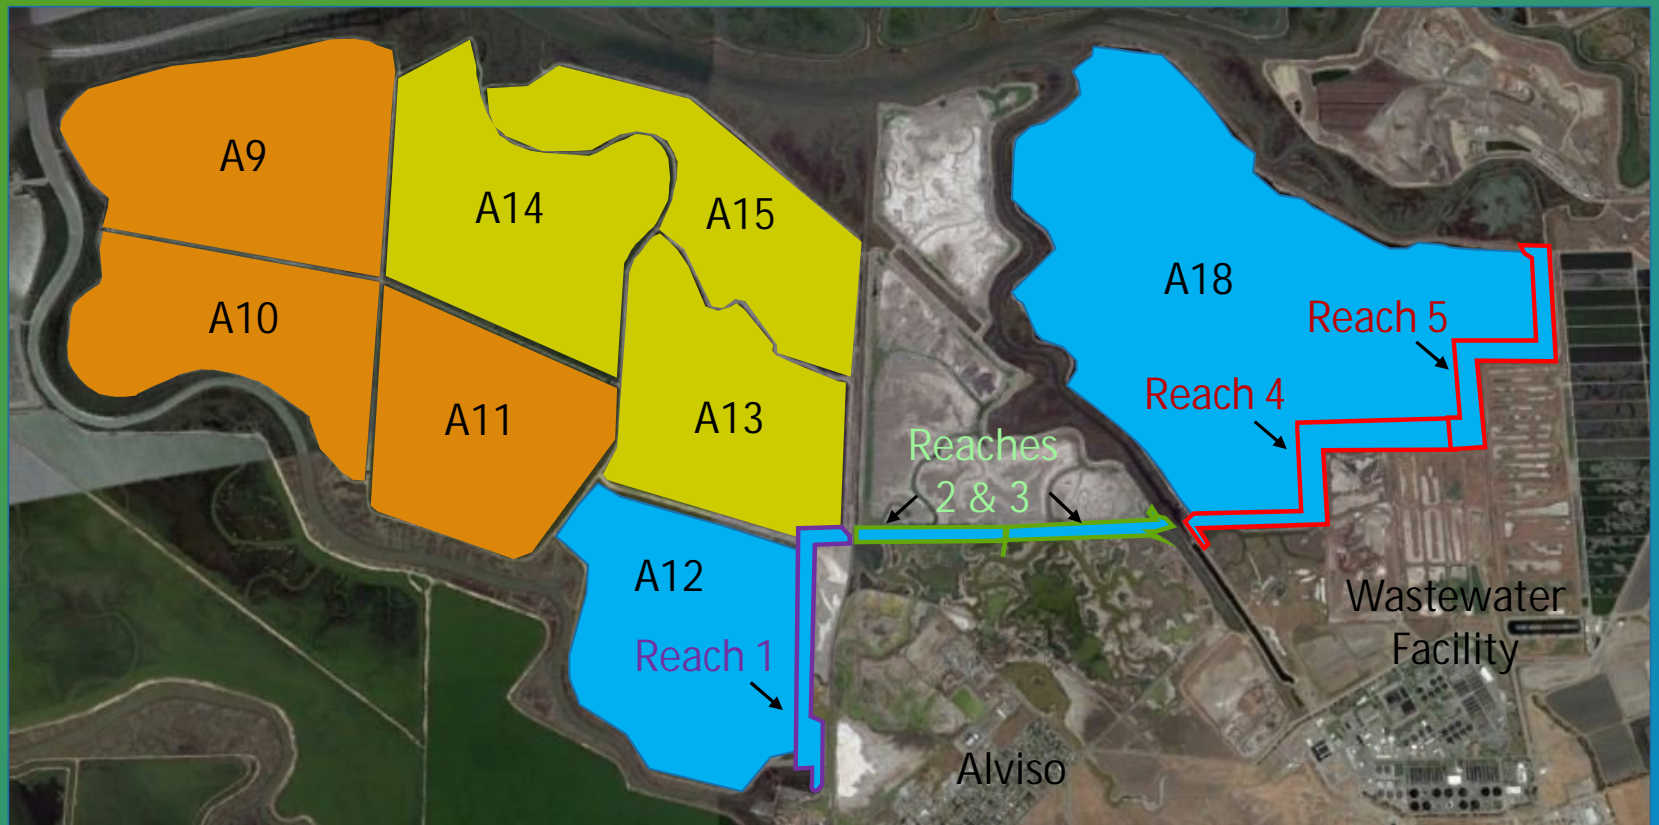 A9
A14
A15
A18
A10
Reach 5
A11
A13
Reach 4
Reaches
2 & 3
A12
Wastewater
Facility
Reach 1
Alviso